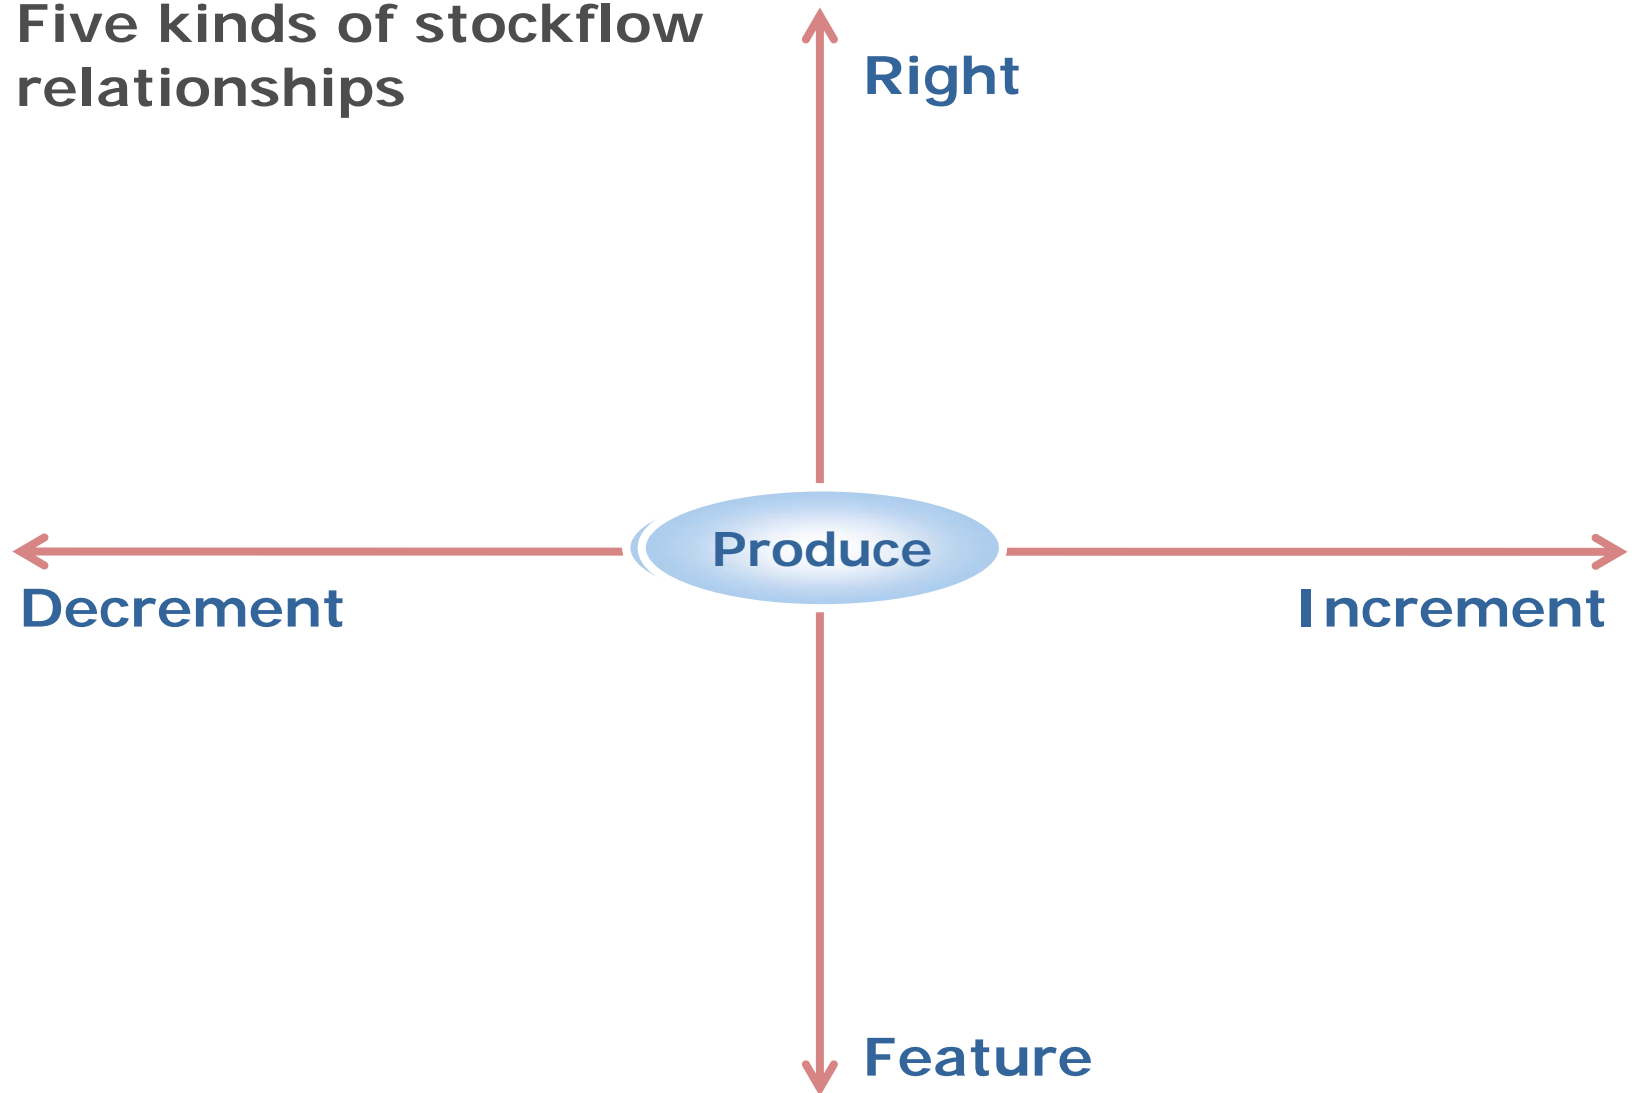 Five kinds of stockflow
relationships
Right
Produce
Decrement
Increment
Feature